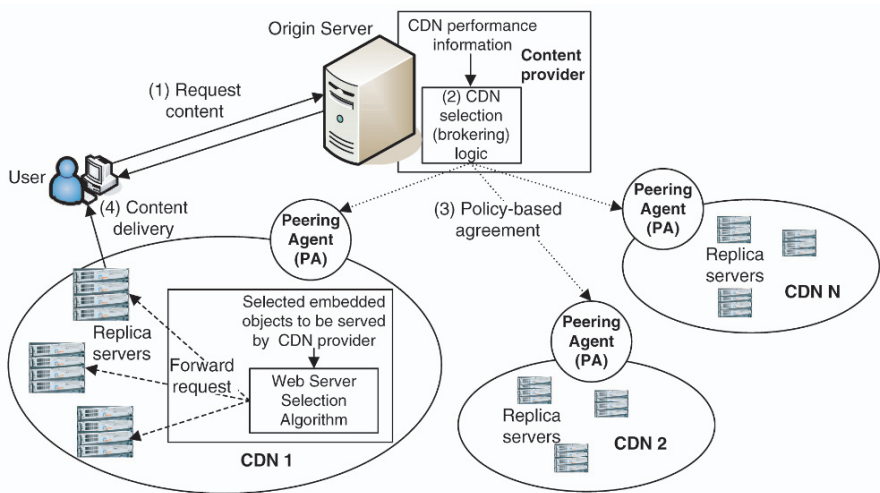 Origin Server
CDN performance
information
Content
provider
(1) Request
content
(2) CDN
selection
(brokering)
logic
User
(4) Content
delivery
Peering
Agent
(PA)
(3) Policy-based
agreement
Peering
Agent
(PA)
Replica
servers
CDN N
Selected embedded
objects to be served
by CDN provider
Replica
servers
Forward
request
Web Server
Selection
Algorithm
CDN 1
Peering
Agent
(PA)
Replica
servers
CDN 2